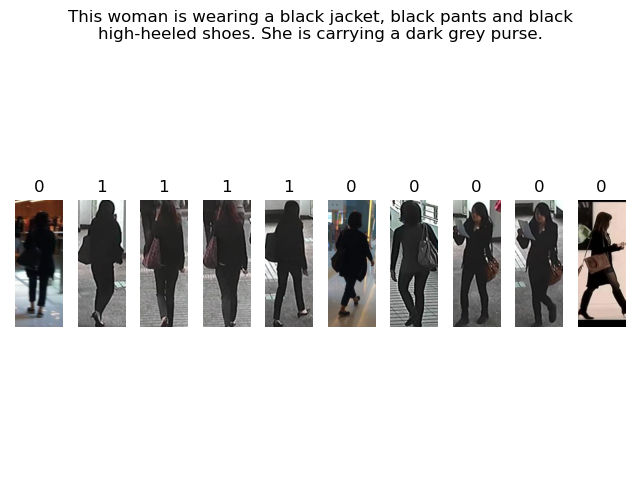 This woman is wearing a black jacket, black pants and black
high-heeled shoes. She is carrying a dark grey purse.
0 1 1 1 1 0 0 0 0 0